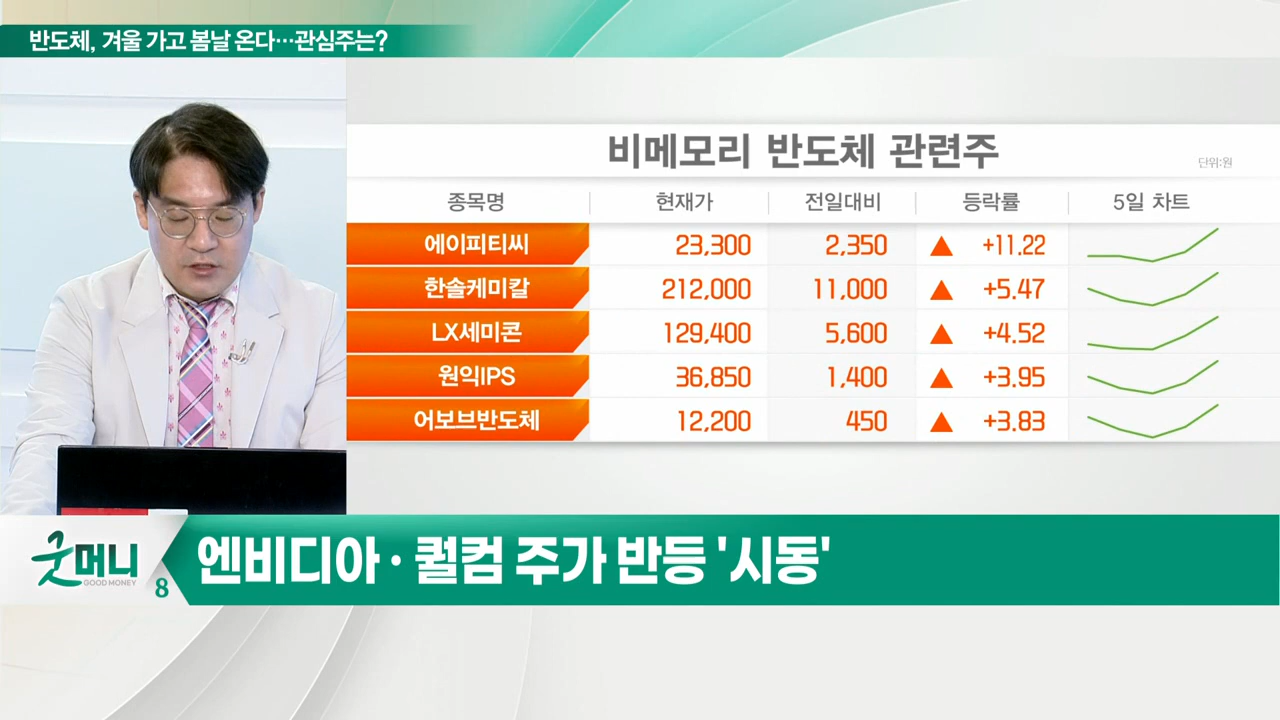 반도체, 겨울 가고 봄날 온다…관심주는?
비메모리 반도체 관련주
단위:원
종목명 현재가 전일대비 등락률 5일 차트
에이피티씨 23,300 2,350 ▲ +11.22
한솔케미칼 212,000 11,000 ▲ +5.47
LX세미콘 129,400 5,600 ▲ +4.52
원익IPS 36,850 1,400 ▲ +3.95
어보브반도체 12,200 450 ▲ +3.83
굿머니
GOOD MONEY
8
엔비디아·퀄컴 주가 반등 '시동'